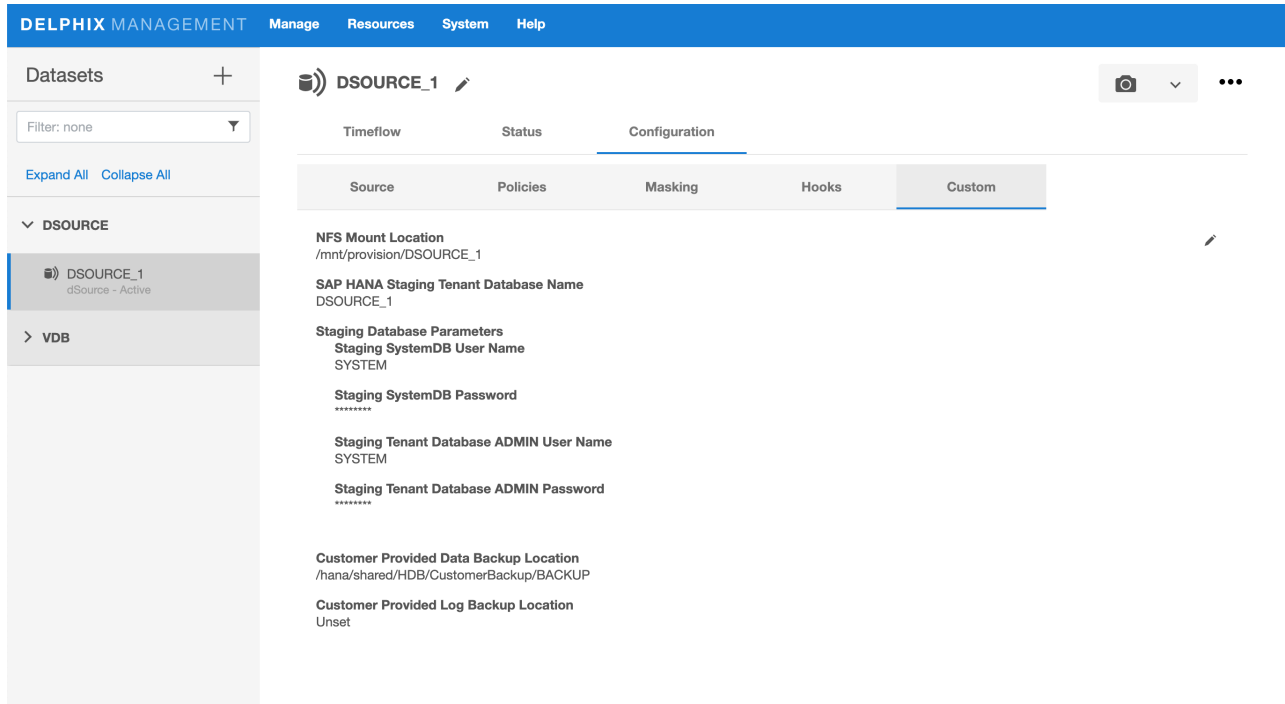 DELPHIX MANAGEMENT Manage Resources System Help
Datasets
DSOURCE_1
Filter: none
Timeflow Status Configuration
Expand All Collapse All
Source Policies Masking Hooks Custom
DSOURCE
DSOURCE_1
dSource - Active
VDB
NFS Mount Location
/mnt/provision/DSOURCE_1
SAP HANA Staging Tenant Database Name
DSOURCE_1
Staging Database Parameters
Staging SystemDB User Name
SYSTEM
Staging SystemDB Password
********
Staging Tenant Database ADMIN User Name
SYSTEM
Staging Tenant Database ADMIN Password
********
Customer Provided Data Backup Location
/hana/shared/HDB/CustomerBackup/BACKUP
Customer Provided Log Backup Location
Unset